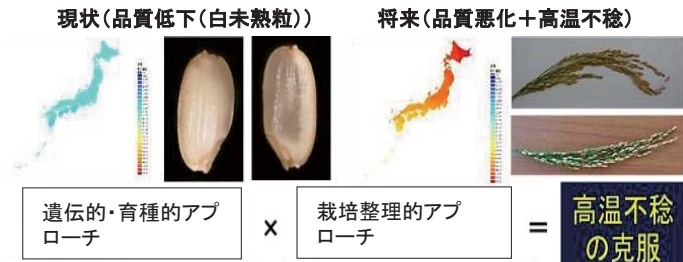 現状(品質低下(白未熟粒))
将来(品質悪化+高温不稔)
遺伝的・育種的アプ
ローチ
×
栽培整理的アプ
ローチ
=
高温不稔
の克服